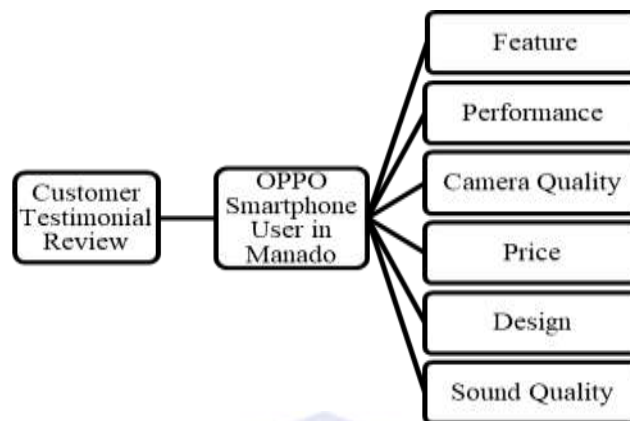 Customer
Testimonial
Review
OPPO
Smartphone
User in
Manado
Feature
Performance
Camera Quality
Price
Design
Sound Quality